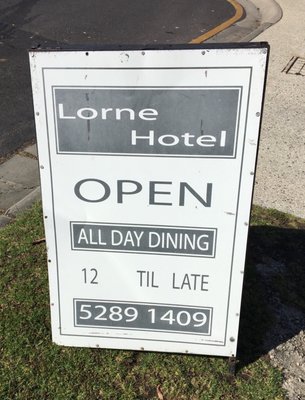 Lorne
Hotel
OPEN
ALL DAY DINING
12 TIL LATE
5289 1409